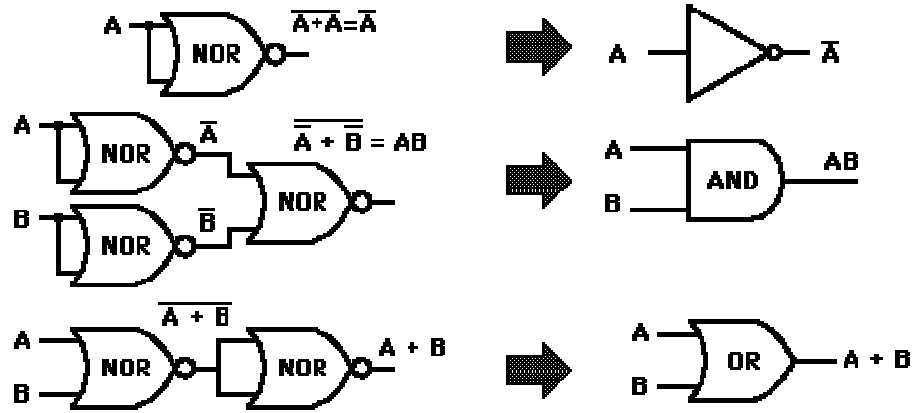 A NOR A̅+̅A̅=A̅ A A̅
A NOR A̅ A̿ ̅+̅ B̿ = AB A AND AB
B NOR B̅ NOR B
A̅ ̅+̅ ̅B̅
A NOR NOR A + B A OR A + B
B B